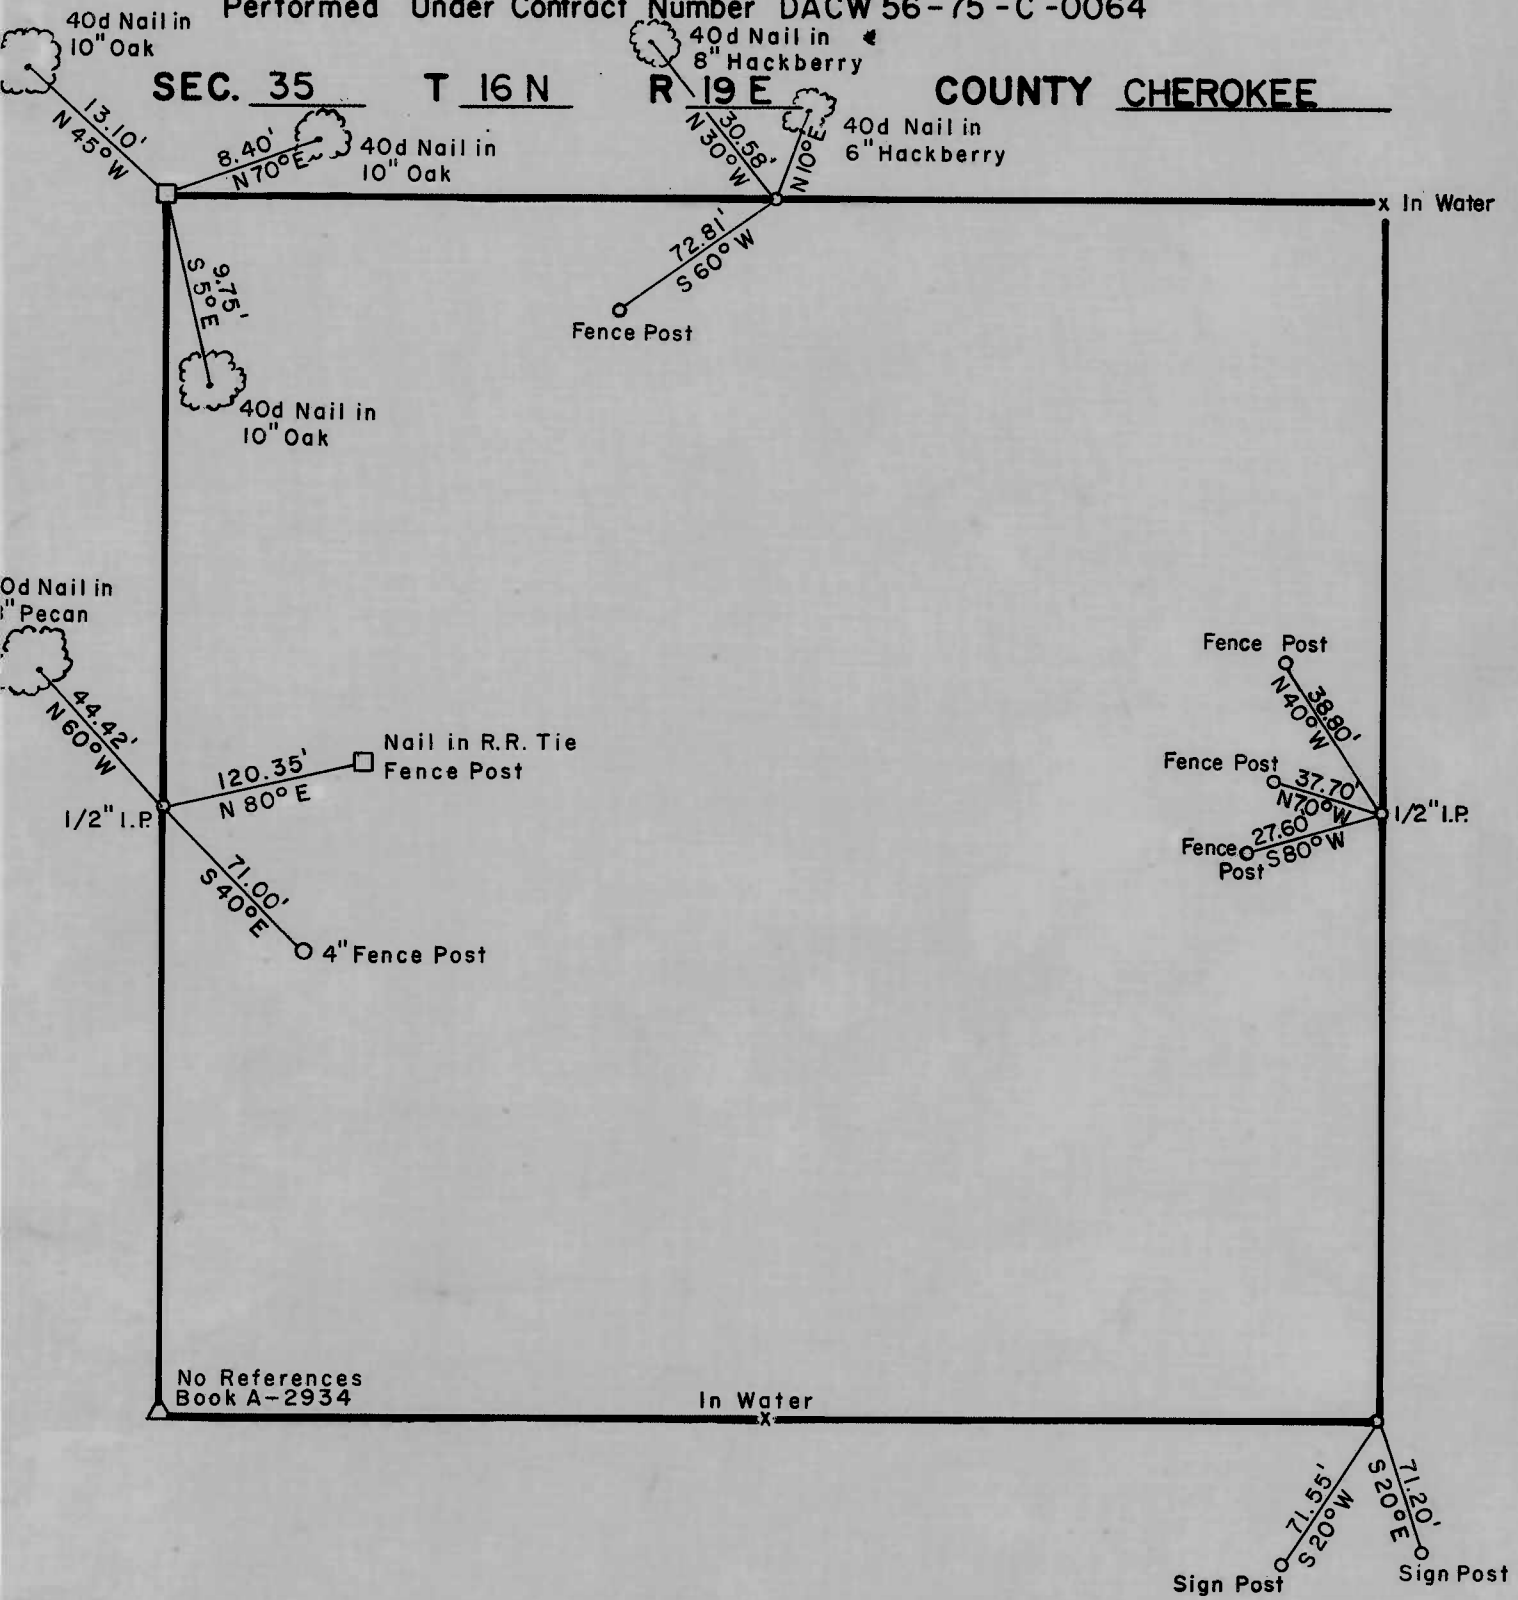 Performed Under Contract Number DACW 56-75-C-0064
40d Nail in
10" Oak
40d Nail in
8" Hackberry
SEC. 35 T 16 N R 19 E COUNTY CHEROKEE
13.10'
N 45° W
8.40'
N 70° E
40d Nail in
10" Oak
30.58'
N 30° W
N 10° E
40d Nail in
6" Hackberry
x In Water
72.81'
S 60° W
Fence Post
9.75'
S 5° E
40d Nail in
10" Oak
0d Nail in
" Pecan
44.42'
N 60° W
120.35'
N 80° E
Nail in R.R. Tie
Fence Post
1/2" I.P.
71.00'
S 40° E
4" Fence Post
Fence Post
38.80'
N 40° W
Fence Post
37.70'
N 70° W
1/2" I.P.
27.60'
S 80° W
Fence
Post
No References
Book A-2934
In Water
x
71.55'
S 20° W
71.20'
S 20° E
Sign Post
Sign Post